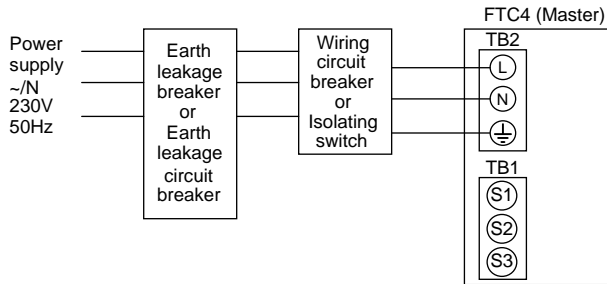 FTC4 (Master)
Power
supply
~/N
230V
50Hz
Earth
leakage
breaker
or
Earth
leakage
circuit
breaker
Wiring
circuit
breaker
or
Isolating
switch
TB2
L
N
TB1
S1
S2
S3